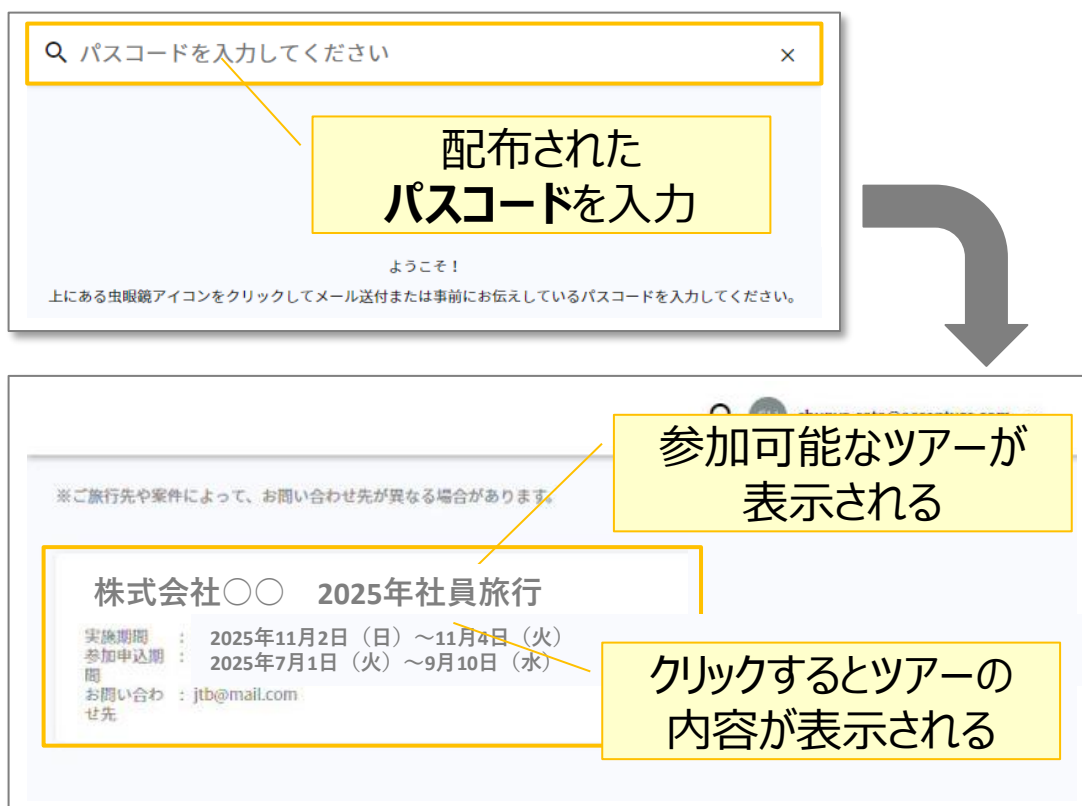 パスコードを入力してください
×
配布された
パスコードを入力
ようこそ！
上にある虫眼鏡アイコンをクリックしてメール送付または事前にお伝えしているパスコードを入力してください。
参加可能なツアーが
表示される
※ご旅行先や案件によって、お問い合わせ先が異なる場合があります。
株式会社○○　2025年社員旅行
実施期間 : 2025年11月2日（日）～11月4日（火）
参加申込期 : 2025年7月1日（火）～9月10日（水）
間
お問い合わ : jtb@mail.com
せ先
クリックするとツアーの
内容が表示される